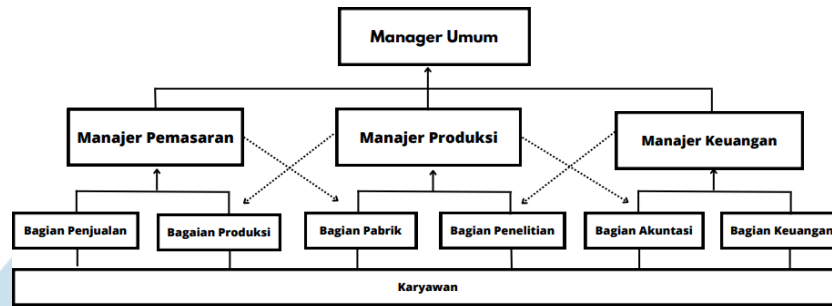 Manager Umum
Manajer Pemasaran
Manajer Produksi
Manajer Keuangan
Bagian Penjualan
Bagaian Produksi
Bagian Pabrik
Bagian Penelitian
Bagian Akuntasi
Bagian Keuangan
Karyawan